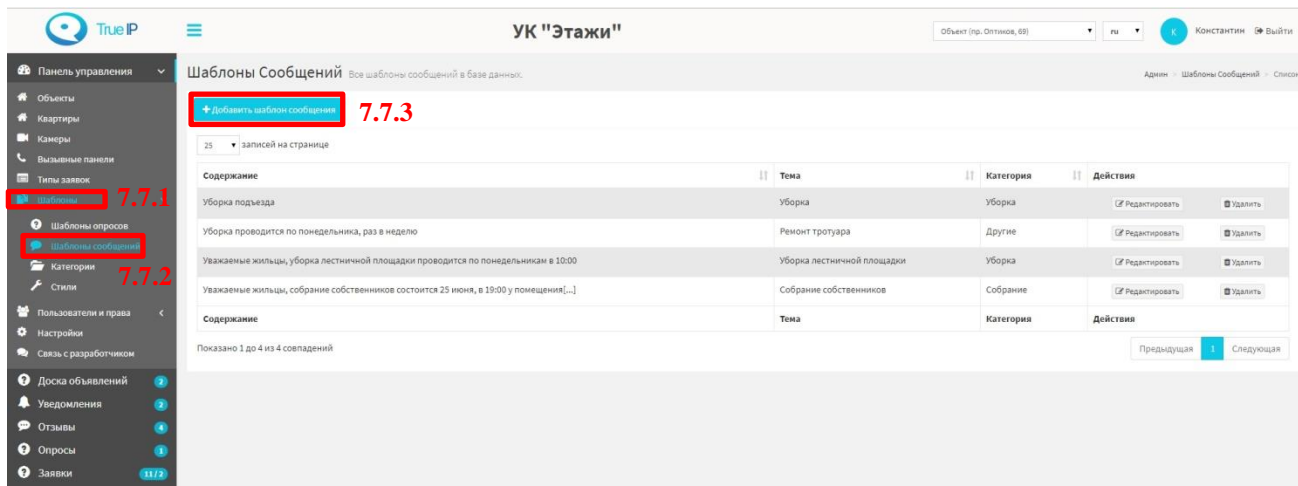 True IP
УК "Этажи"
Объект (пр. Оптиков, 69)
ru
К
Константин
Выйти
Панель управления
Объекты
Квартиры
Камеры
Вызывные панели
Типы заявок
Шаблоны
7.7.1
Шаблоны опросов
Шаблоны сообщений
7.7.2
Категории
Стили
Пользователи и права
Настройки
Связь с разработчиком
Доска объявлений 2
Уведомления 2
Отзывы 4
Опросы 1
Заявки 11/2
Шаблоны Сообщений Все шаблоны сообщений в базе данных.
Админ > Шаблоны Сообщений > Список
+ Добавить шаблон сообщения
7.7.3
25 записей на странице
Содержание Тема Категория Действия
Уборка подъезда Уборка Уборка Редактировать Удалить
Уборка проводится по понедельника, раз в неделю Ремонт тротуара Другие Редактировать Удалить
Уважаемые жильцы, уборка лестничной площадки проводится по понедельникам в 10:00 Уборка лестничной площадки Уборка Редактировать Удалить
Уважаемые жильцы, собрание собственников состоится 25 июня, в 19:00 у помещения[...] Собрание собственников Собрание Редактировать Удалить
Содержание Тема Категория Действия
Показано 1 до 4 из 4 совпадений
Предыдущая 1 Следующая